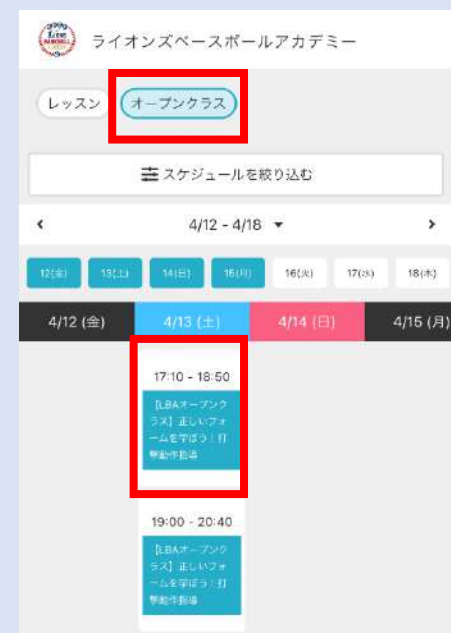 ライオンズベースボールアカデミー
レッスン
オープンクラス
スケジュールを絞り込む
4/12 - 4/18
12(金) 13(土) 14(日) 15(月) 16(火) 17(水) 18(木)
4/12 (金) 4/13 (土) 4/14 (日) 4/15 (月)
17:10 - 18:50
【LBAオープンク
ラス】正しいフォ
ームを学ぼう！打
撃動作指導
19:00 - 20:40
【LBAオープンク
ラス】正しいフォ
ームを学ぼう！打
撃動作指導